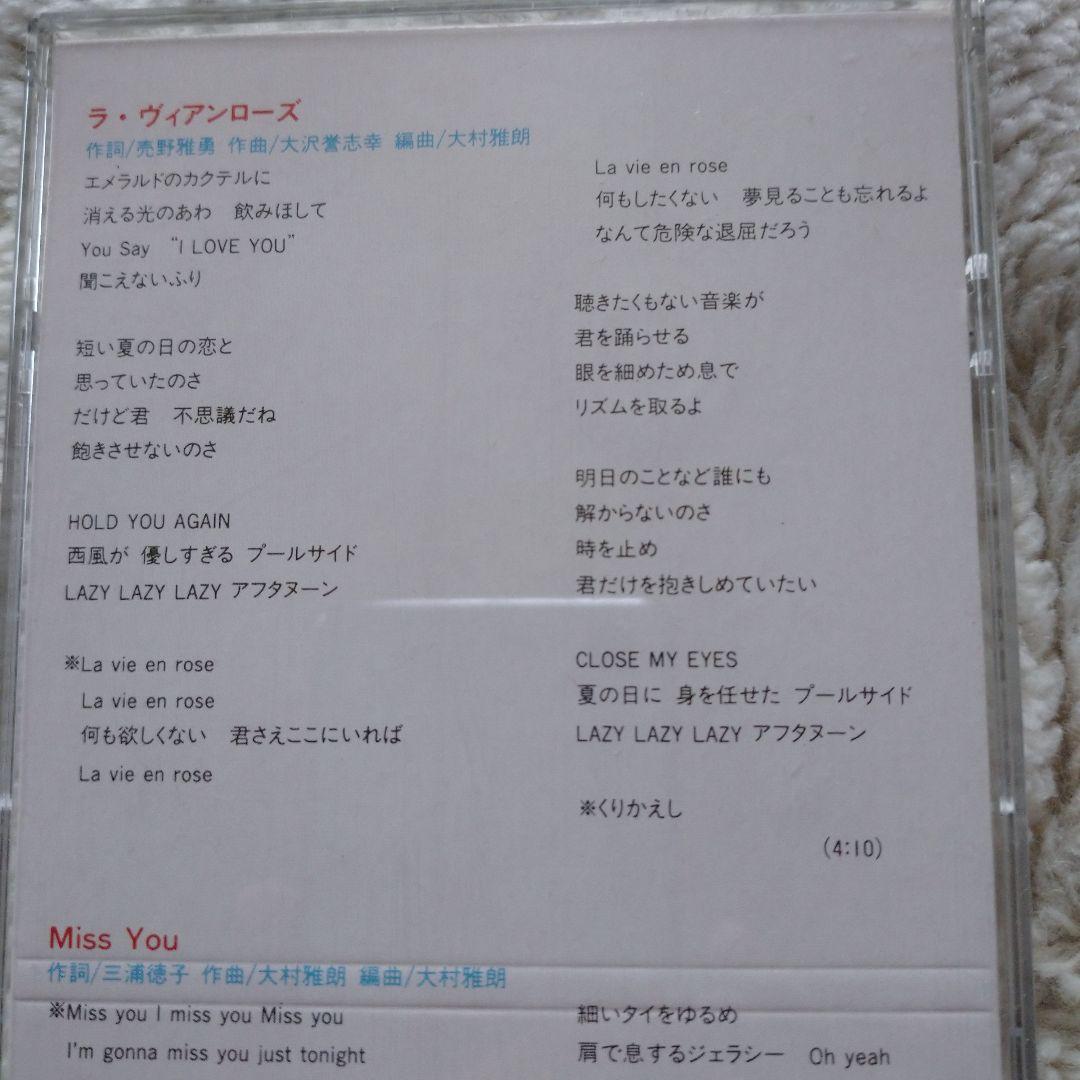 ラ・ヴィアンローズ
作詞/売野雅勇 作曲/大沢誉志幸 編曲/大村雅朗
エメラルドのカクテルに
消える光のあわ 飲みほして
You Say “I LOVE YOU”
聞こえないふり
短い夏の日の恋と
思っていたのさ
だけど君 不思議だね
飽きさせないのさ
HOLD YOU AGAIN
西風が 優しすぎる プールサイド
LAZY LAZY LAZY アフタヌーン
※La vie en rose
La vie en rose
何も欲しくない 君さえここにいれば
La vie en rose
La vie en rose
何もしたくない 夢見ることも忘れるよ
なんて危険な退屈だろう
聴きたくもない音楽が
君を踊らせる
眼を細めため息で
リズムを取るよ
明日のことなど誰にも
解からないのさ
時を止め
君だけを抱きしめていたい
CLOSE MY EYES
夏の日に 身を任せた プールサイド
LAZY LAZY LAZY アフタヌーン
※くりかえし
(4:10)
Miss You
作詞/三浦徳子 作曲/大村雅朗 編曲/大村雅朗
※Miss you I miss you Miss you
I'm gonna miss you just tonight
細いタイをゆるめ
肩で息するジェラシー Oh yeah